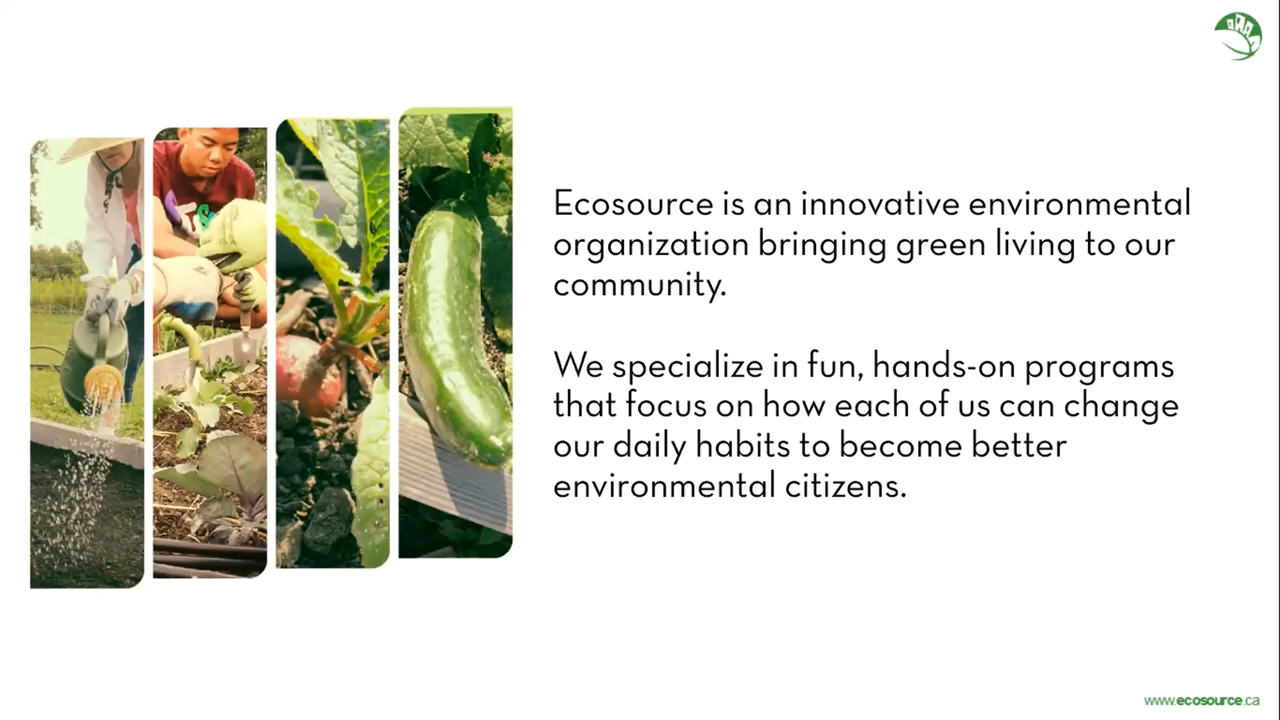 Ecosource is an innovative environmental
organization bringing green living to our
community.
We specialize in fun, hands-on programs
that focus on how each of us can change
our daily habits to become better
environmental citizens.
www.ecosource.ca